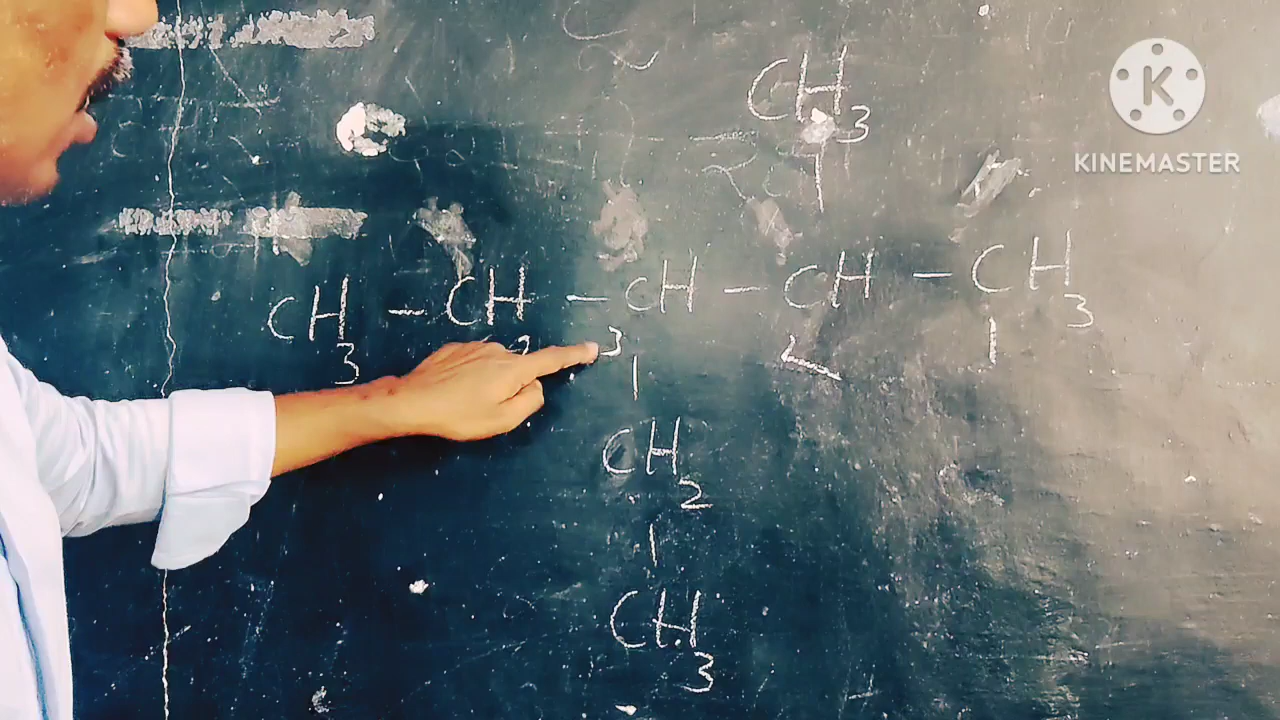 CH3
K
KINEMASTER
CH3 - CH2 - CH - CH - CH3
3 2 1
CH2
CH3